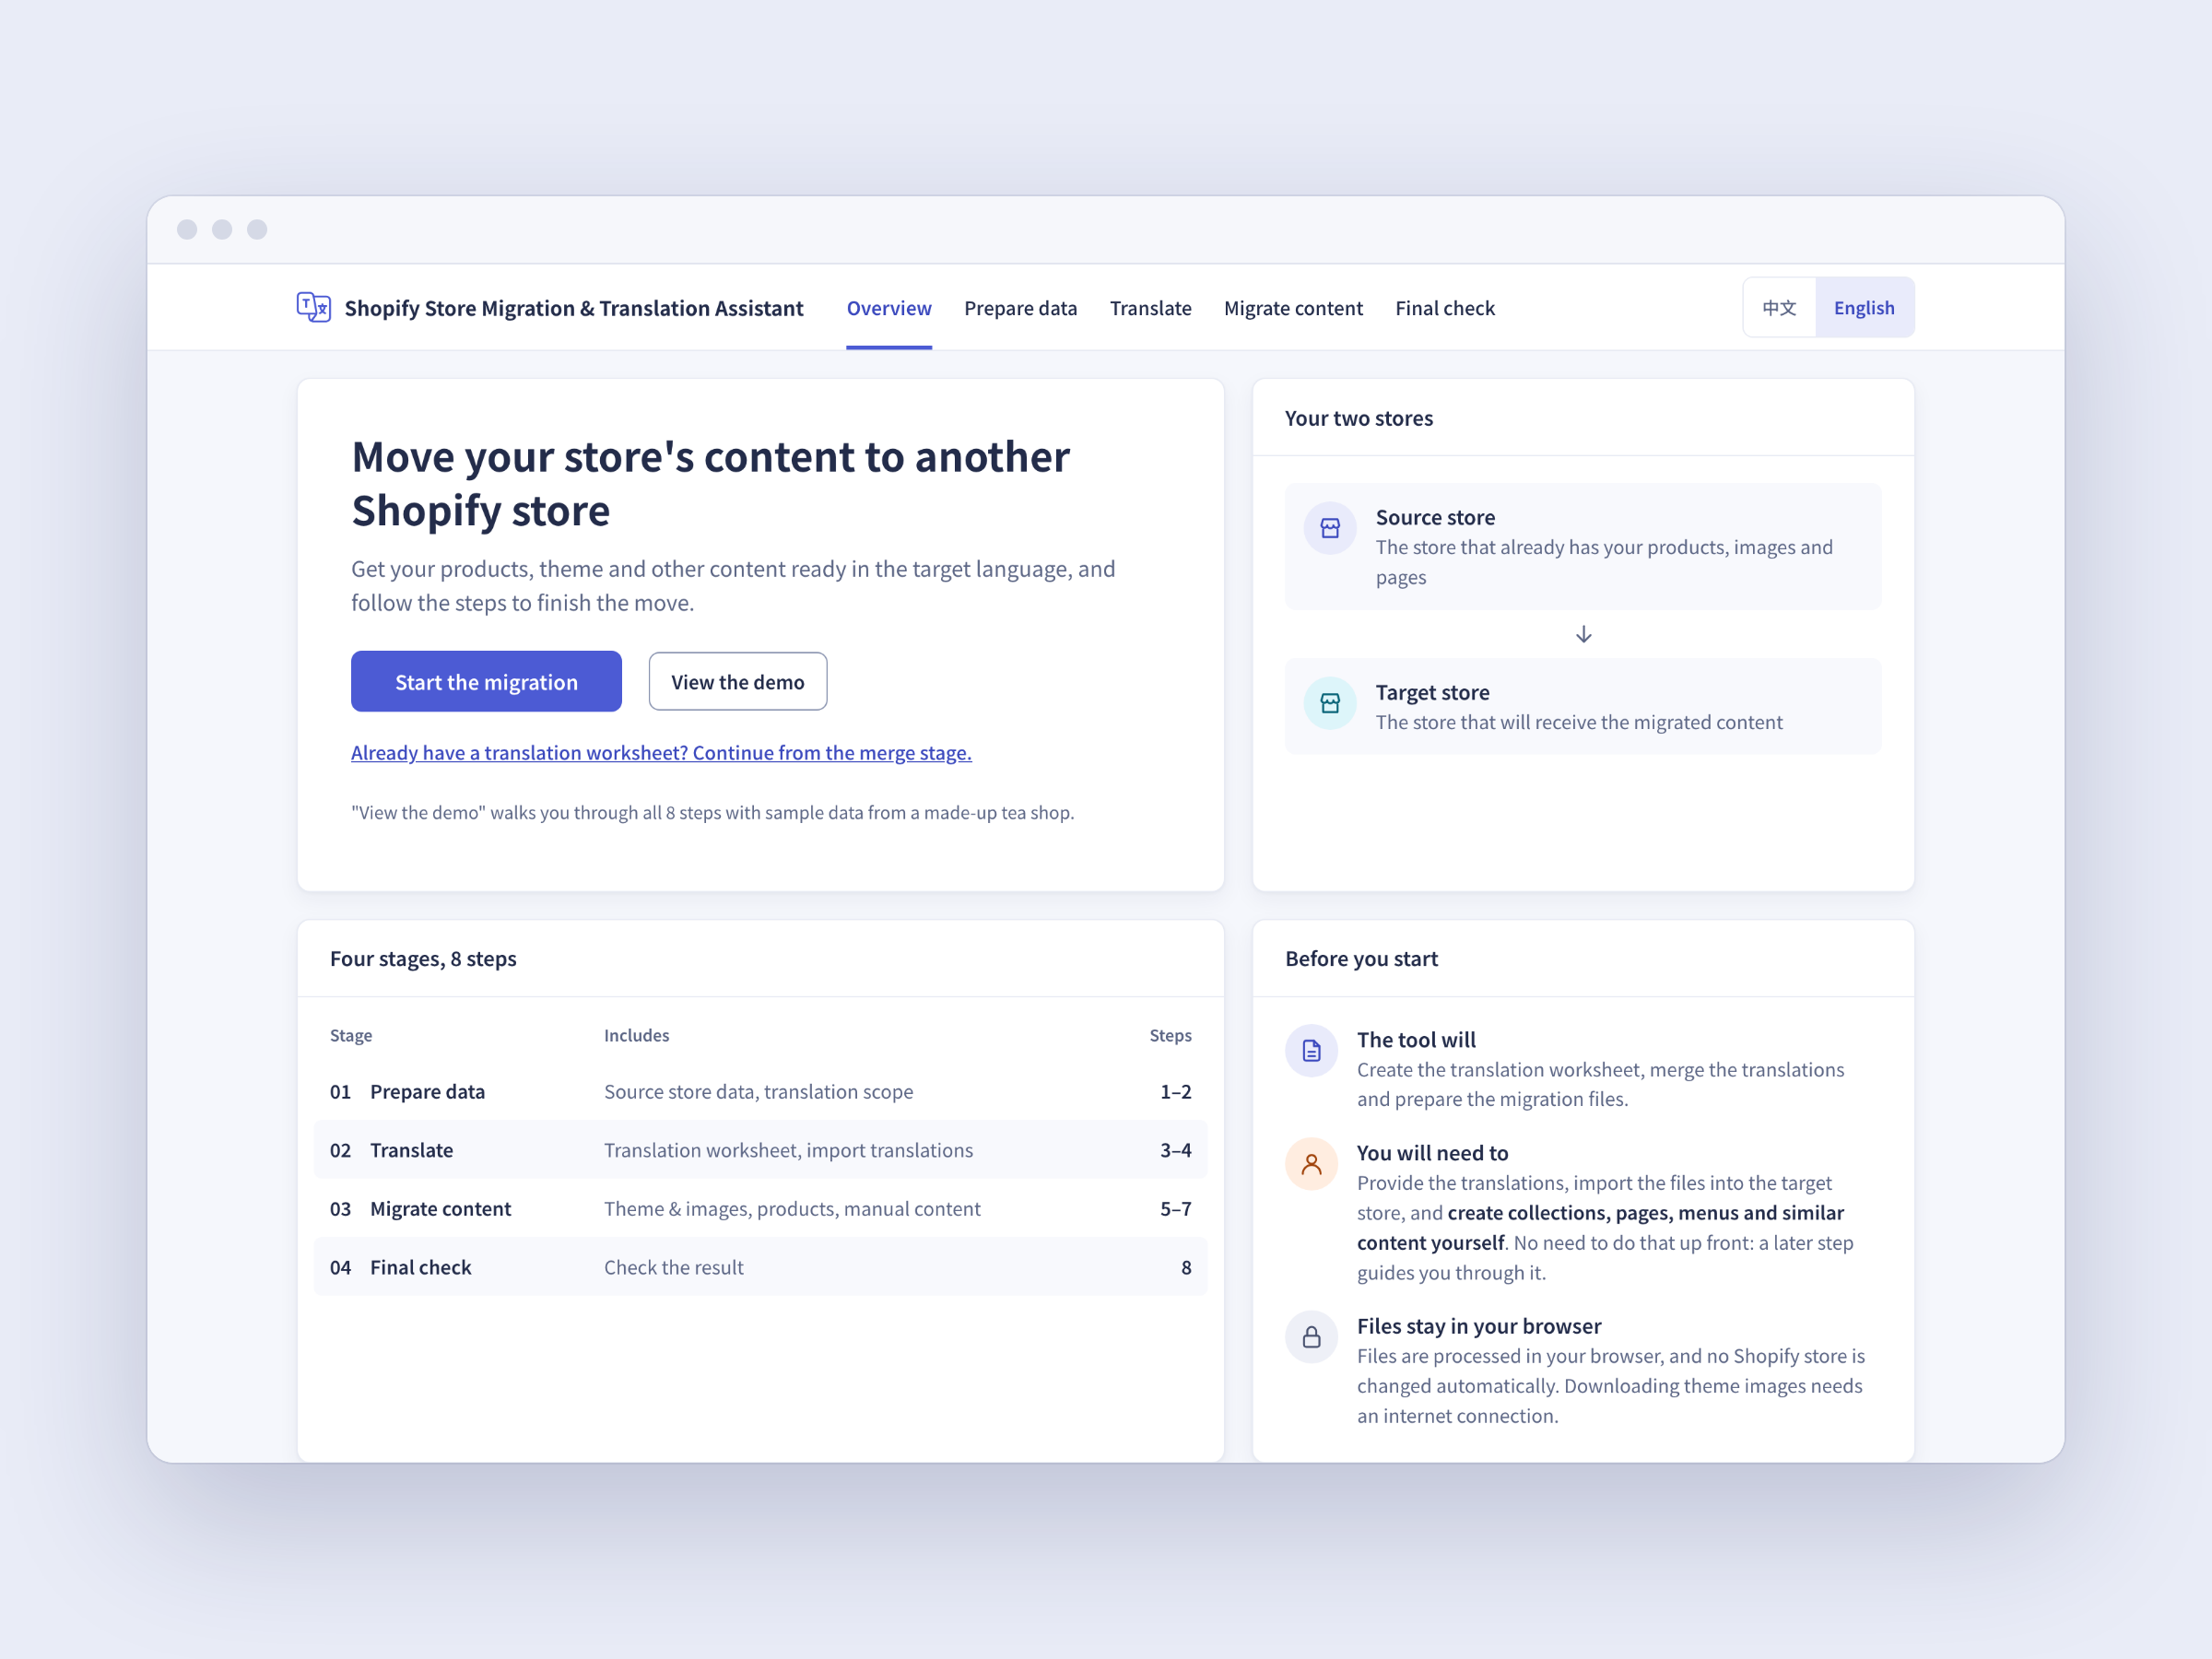 Shopify Store Migration & Translation Assistant
Overview
Prepare data
Translate
Migrate content
Final check
中文
English
Move your store's content to another
Shopify store
Get your products, theme and other content ready in the target language, and
follow the steps to finish the move.
Start the migration
View the demo
Already have a translation worksheet? Continue from the merge stage.
"View the demo" walks you through all 8 steps with sample data from a made-up tea shop.
Your two stores
Source store
The store that already has your products, images and
pages
Target store
The store that will receive the migrated content
Four stages, 8 steps
Stage Includes Steps
01 Prepare data Source store data, translation scope 1–2
02 Translate Translation worksheet, import translations 3–4
03 Migrate content Theme & images, products, manual content 5–7
04 Final check Check the result 8
Before you start
The tool will
Create the translation worksheet, merge the translations
and prepare the migration files.
You will need to
Provide the translations, import the files into the target
store, and create collections, pages, menus and similar
content yourself. No need to do that up front: a later step
guides you through it.
Files stay in your browser
Files are processed in your browser, and no Shopify store is
changed automatically. Downloading theme images needs
an internet connection.